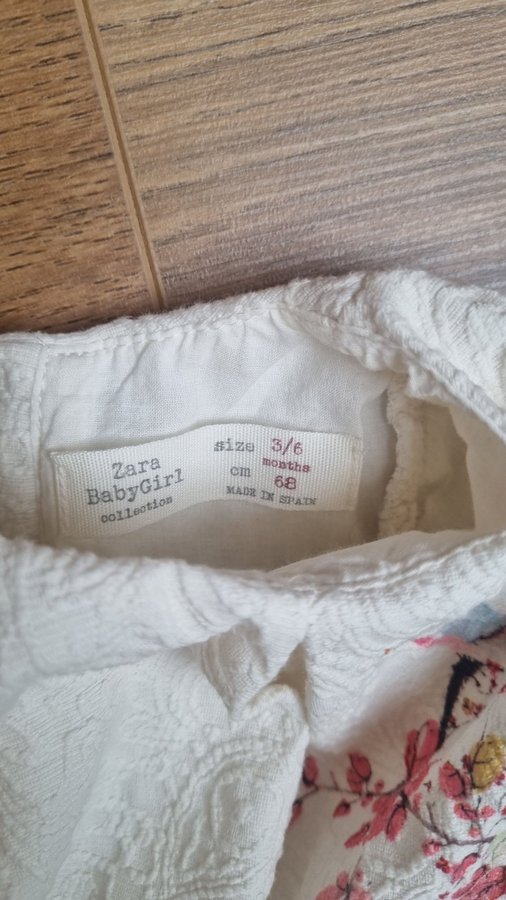 Zara
BabyGirl
collection
size 3/6
months
cm 68
MADE IN SPAIN